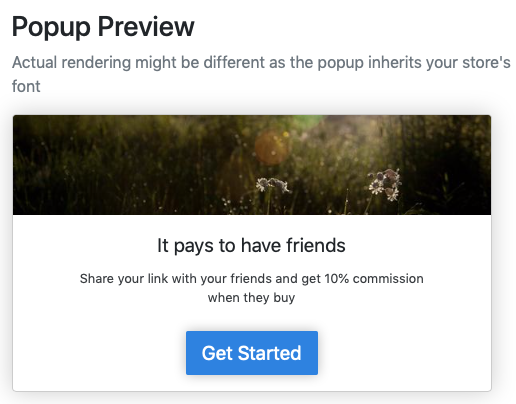 Popup Preview
Actual rendering might be different as the popup inherits your store's
font
It pays to have friends
Share your link with your friends and get 10% commission
when they buy
Get Started